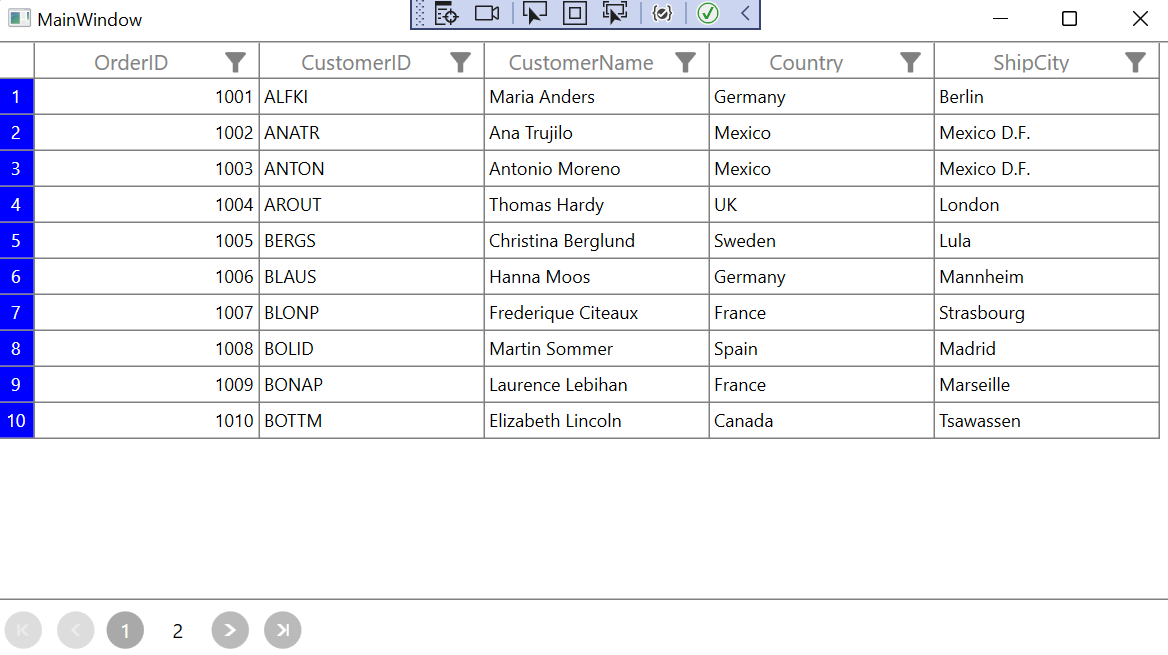 MainWindow
OrderID CustomerID CustomerName Country ShipCity
1 1001 ALFKI Maria Anders Germany Berlin
2 1002 ANATR Ana Trujilo Mexico Mexico D.F.
3 1003 ANTON Antonio Moreno Mexico Mexico D.F.
4 1004 AROUT Thomas Hardy UK London
5 1005 BERGS Christina Berglund Sweden Lula
6 1006 BLAUS Hanna Moos Germany Mannheim
7 1007 BLONP Frederique Citeaux France Strasbourg
8 1008 BOLID Martin Sommer Spain Madrid
9 1009 BONAP Laurence Lebihan France Marseille
10 1010 BOTTM Elizabeth Lincoln Canada Tsawassen
1 2